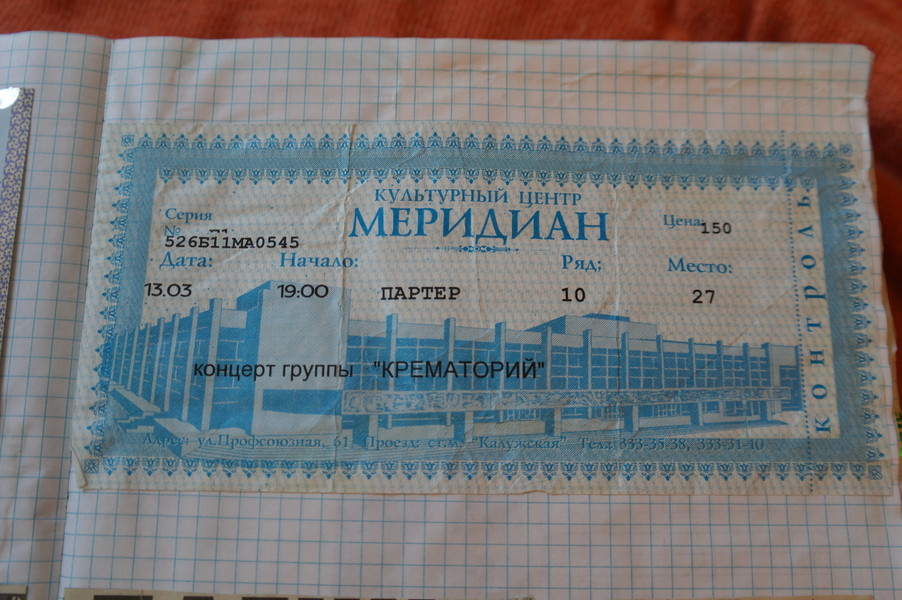 КУЛЬТУРНЫЙ ЦЕНТР
МЕРИДИАН
Серия
№
526Б11МА0545
Цена: 150
Дата: Начало: Ряд: Место:
13.03 19:00 ПАРТЕР 10 27
концерт группы "КРЕМАТОРИЙ"
Адрес: ул.Профсоюзная, 61 Проезд: ст.м. "Калужская" Тел: 333-35-38, 333-31-10
КОНТРОЛЬ